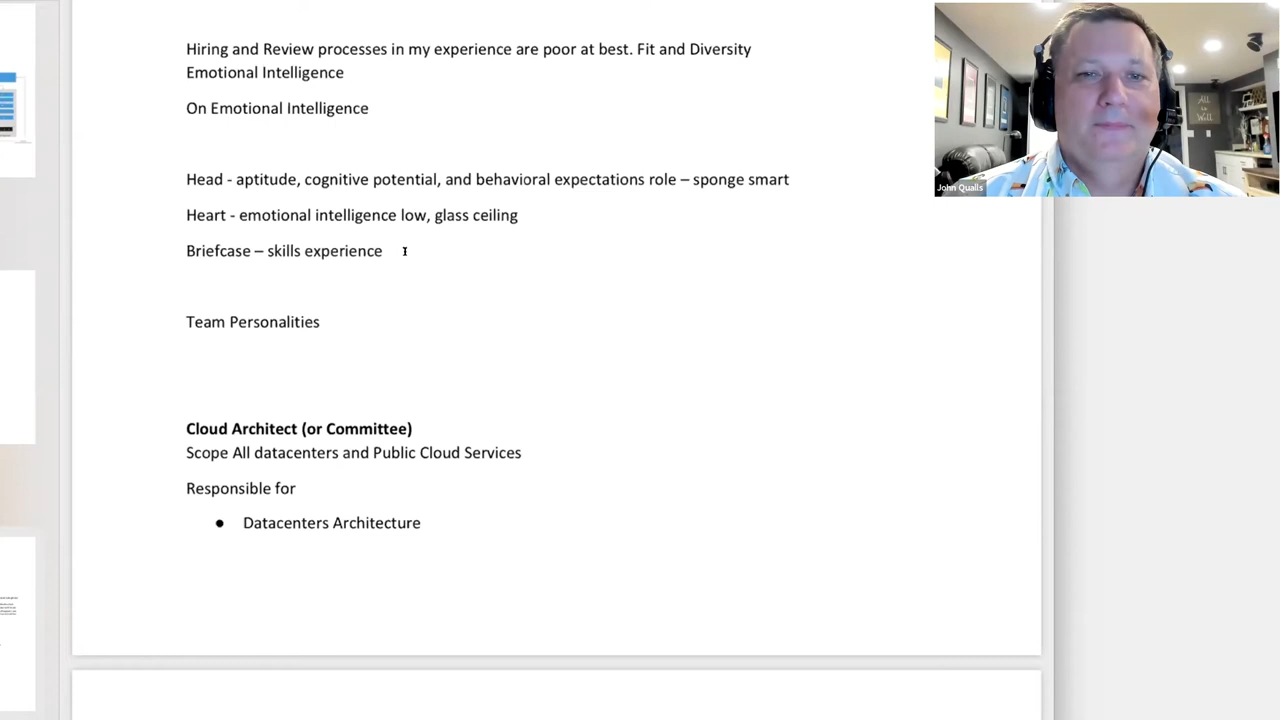 Hiring and Review processes in my experience are poor at best. Fit and Diversity
Emotional Intelligence
On Emotional Intelligence
Head - aptitude, cognitive potential, and behavioral expectations role – sponge smart
Heart - emotional intelligence low, glass ceiling
Briefcase – skills experience
Team Personalities
Cloud Architect (or Committee)
Scope All datacenters and Public Cloud Services
Responsible for
● Datacenters Architecture
All
is
Well
John Qualls